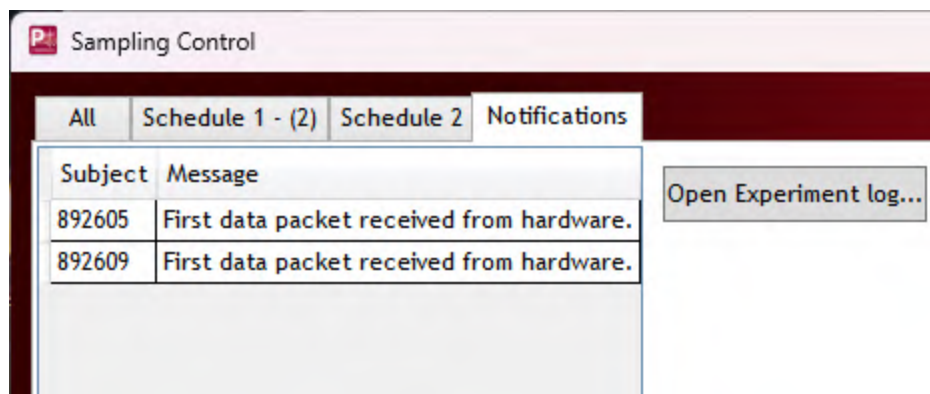 Sampling Control
All Schedule 1 - (2) Schedule 2 Notifications
Subject Message
Open Experiment log...
892605 First data packet received from hardware.
892609 First data packet received from hardware.